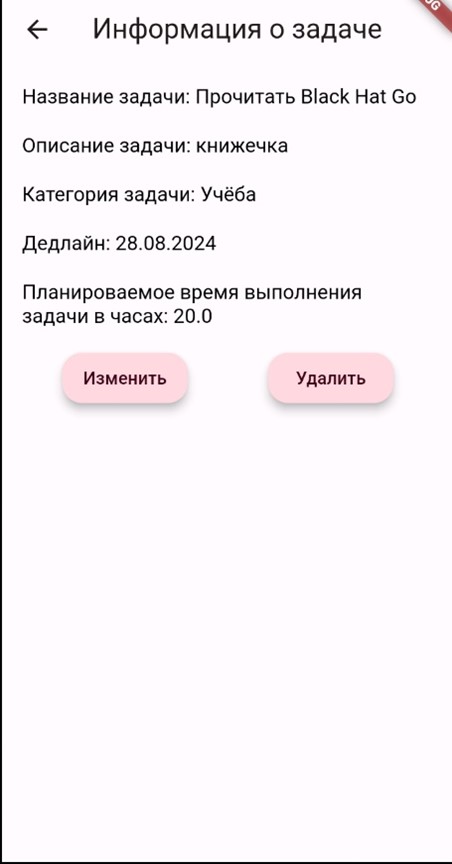 Информация о задаче
Название задачи: Прочитать Black Hat Go
Описание задачи: книжечка
Категория задачи: Учёба
Дедлайн: 28.08.2024
Планироваемое время выполнения
задачи в часах: 20.0
Изменить
Удалить